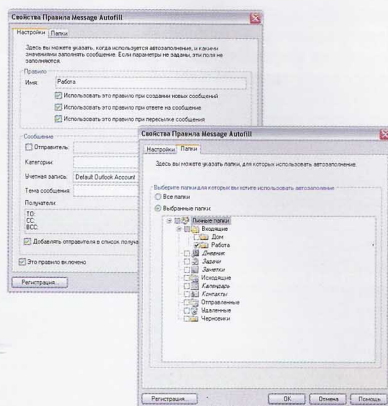 Свойства Правила Message Autofill
Настройки Папки
Здесь вы можете указать, когда используется автозаполнение, и какими
значениями заполнять сообщение. Если параметры не заданы, эти поля не
заполняются.
Правило
Имя: Работа
Использовать это правило при создании новых сообщений
Использовать это правило при ответе на сообщение
Использовать это правило при пересылке сообщения
Сообщение
Отправитель:
Категории:
Учетная запись: Default Outlook Account
Тема сообщения:
Получатели:
TO:
CC:
BCC:
Добавлять отправителя в список получа
Это правило включено
Регистрация...
Свойства Правила Message Autofill
Настройки Папки
Здесь вы можете указать папки, для которых использовать автозаполнение
Выберите папки для которых вы хотите использовать автозаполнение
Все папки
Выбранные папки
Личные папки
Входящие
Дом
Работа
Дневник
Задачи
Заметки
Исходящие
Календарь
Контакты
Отправленные
Удаленные
Черновики
Регистрация... OK Отмена Помощь